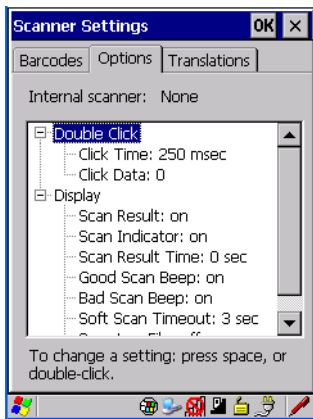 Scanner Settings OK
Barcodes Options Translations
Internal scanner: None
Double Click
Click Time: 250 msec
Click Data: 0
Display
Scan Result: on
Scan Indicator: on
Scan Result Time: 0 sec
Good Scan Beep: on
Bad Scan Beep: on
Soft Scan Timeout: 3 sec
To change a setting: press space, or
double-click.